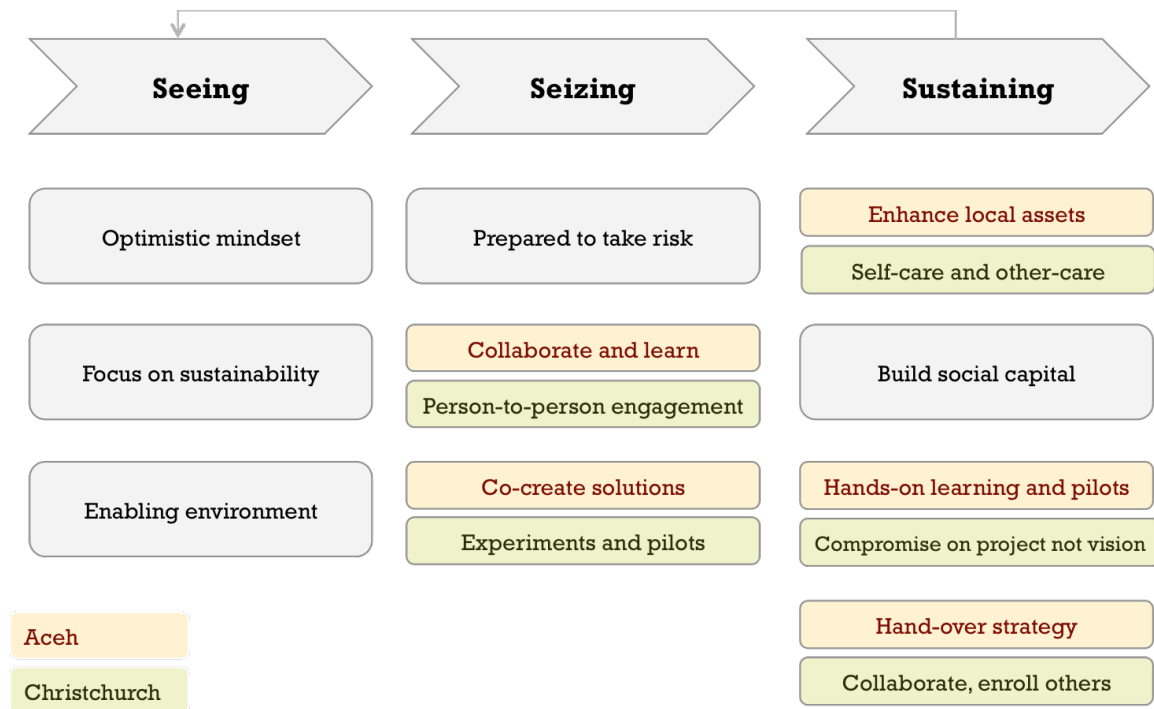 Seeing
Seizing
Sustaining
Optimistic mindset
Prepared to take risk
Enhance local assets
Self-care and other-care
Focus on sustainability
Collaborate and learn
Person-to-person engagement
Build social capital
Enabling environment
Co-create solutions
Experiments and pilots
Hands-on learning and pilots
Compromise on project not vision
Hand-over strategy
Collaborate, enroll others
Aceh
Christchurch